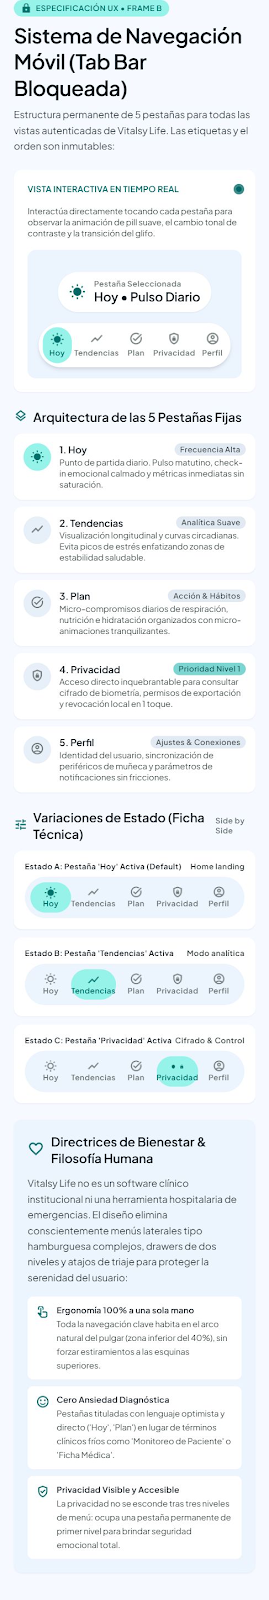 ESPECIFICACIÓN UX • FRAME B
Sistema de Navegación
Móvil (Tab Bar
Bloqueada)
Estructura permanente de 5 pestañas para todas las
vistas autenticadas de Vitalsy Life. Las etiquetas y el
orden son inmutables:
VISTA INTERACTIVA EN TIEMPO REAL
Interactúa directamente tocando cada pestaña para
observar la animación de pill suave, el cambio tonal de
contraste y la transición del glifo.
Pestaña Seleccionada
Hoy • Pulso Diario
Hoy Tendencias Plan Privacidad Perfil
Arquitectura de las 5 Pestañas Fijas
1. Hoy Frecuencia Alta
Punto de partida diario. Pulso matutino, check-
in emocional calmado y métricas inmediatas sin
saturación.
2. Tendencias Analítica Suave
Visualización longitudinal y curvas circadianas.
Evita picos de estrés enfatizando zonas de
estabilidad saludable.
3. Plan Acción & Hábitos
Micro-compromisos diarios de respiración,
nutrición e hidratación organizados con micro-
animaciones tranquilizantes.
4. Privacidad Prioridad Nivel 1
Acceso directo inquebrantable para consultar
cifrado de biometría, permisos de exportación
y revocación local en 1 toque.
5. Perfil Ajustes & Conexiones
Identidad del usuario, sincronización de
periféricos de muñeca y parámetros de
notificaciones sin fricciones.
Variaciones de Estado (Ficha
Técnica)
Side by
Side
Estado A: Pestaña 'Hoy' Activa (Default) Home landing
Hoy Tendencias Plan Privacidad Perfil
Estado B: Pestaña 'Tendencias' Activa Modo analítica
Hoy Tendencias Plan Privacidad Perfil
Estado C: Pestaña 'Privacidad' Activa Cifrado & Control
Hoy Tendencias Plan Privacidad Perfil
Directrices de Bienestar &
Filosofía Humana
Vitalsy Life no es un software clínico
institucional ni una herramienta hospitalaria de
emergencias. El diseño elimina
conscientemente menús laterales tipo
hamburguesa complejos, drawers de dos
niveles y atajos de triaje para proteger la
serenidad del usuario:
Ergonomía 100% a una sola mano
Toda la navegación clave habita en el arco
natural del pulgar (zona inferior del 40%), sin
forzar estiramientos a las esquinas
superiores.
Cero Ansiedad Diagnóstica
Pestañas tituladas con lenguaje optimista y
directo ('Hoy', 'Plan') en lugar de términos
clínicos fríos como 'Monitoreo de Paciente' o
'Ficha Médica'.
Privacidad Visible y Accesible
La privacidad no se esconde tras tres niveles
de menú: ocupa una pestaña permanente de
primer nivel para brindar seguridad
emocional total.